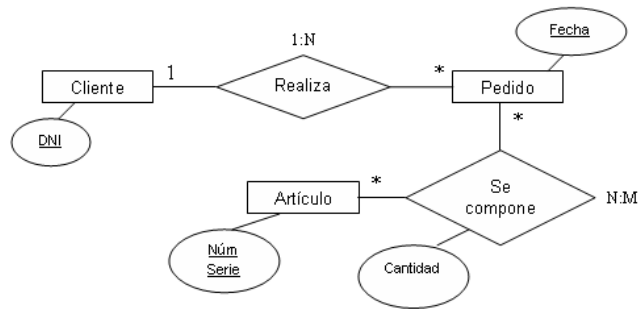 Fecha
1:N
Cliente
1
Realiza
*
Pedido
*
DNI
Artículo
*
Se
compone
N:M
Núm
Serie
Cantidad